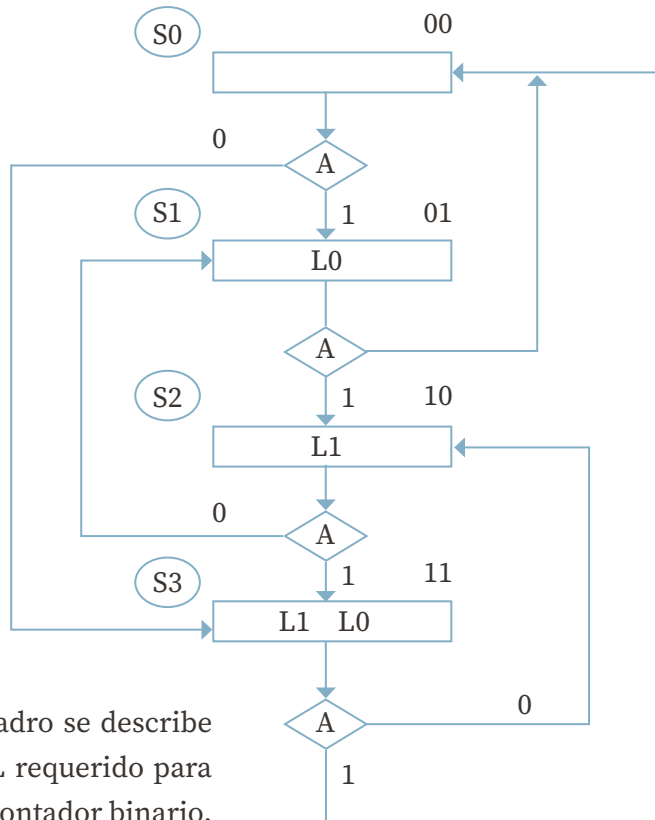 S0
00
A
0
1
S1
01
L0
A
1
S2
10
L1
A
0
1
S3
11
L1 L0
A
0
1
adro se describe
requerido para
ontador binario.